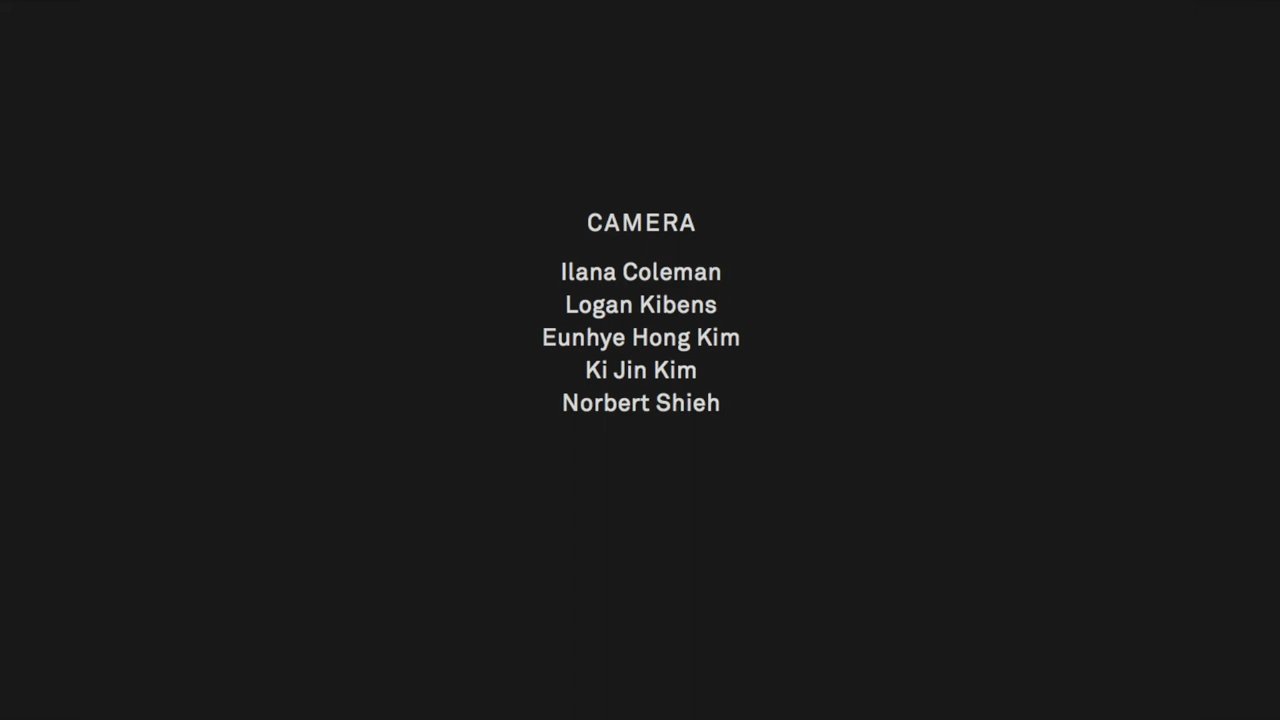 CAMERA
Ilana Coleman
Logan Kibens
Eunhye Hong Kim
Ki Jin Kim
Norbert Shieh